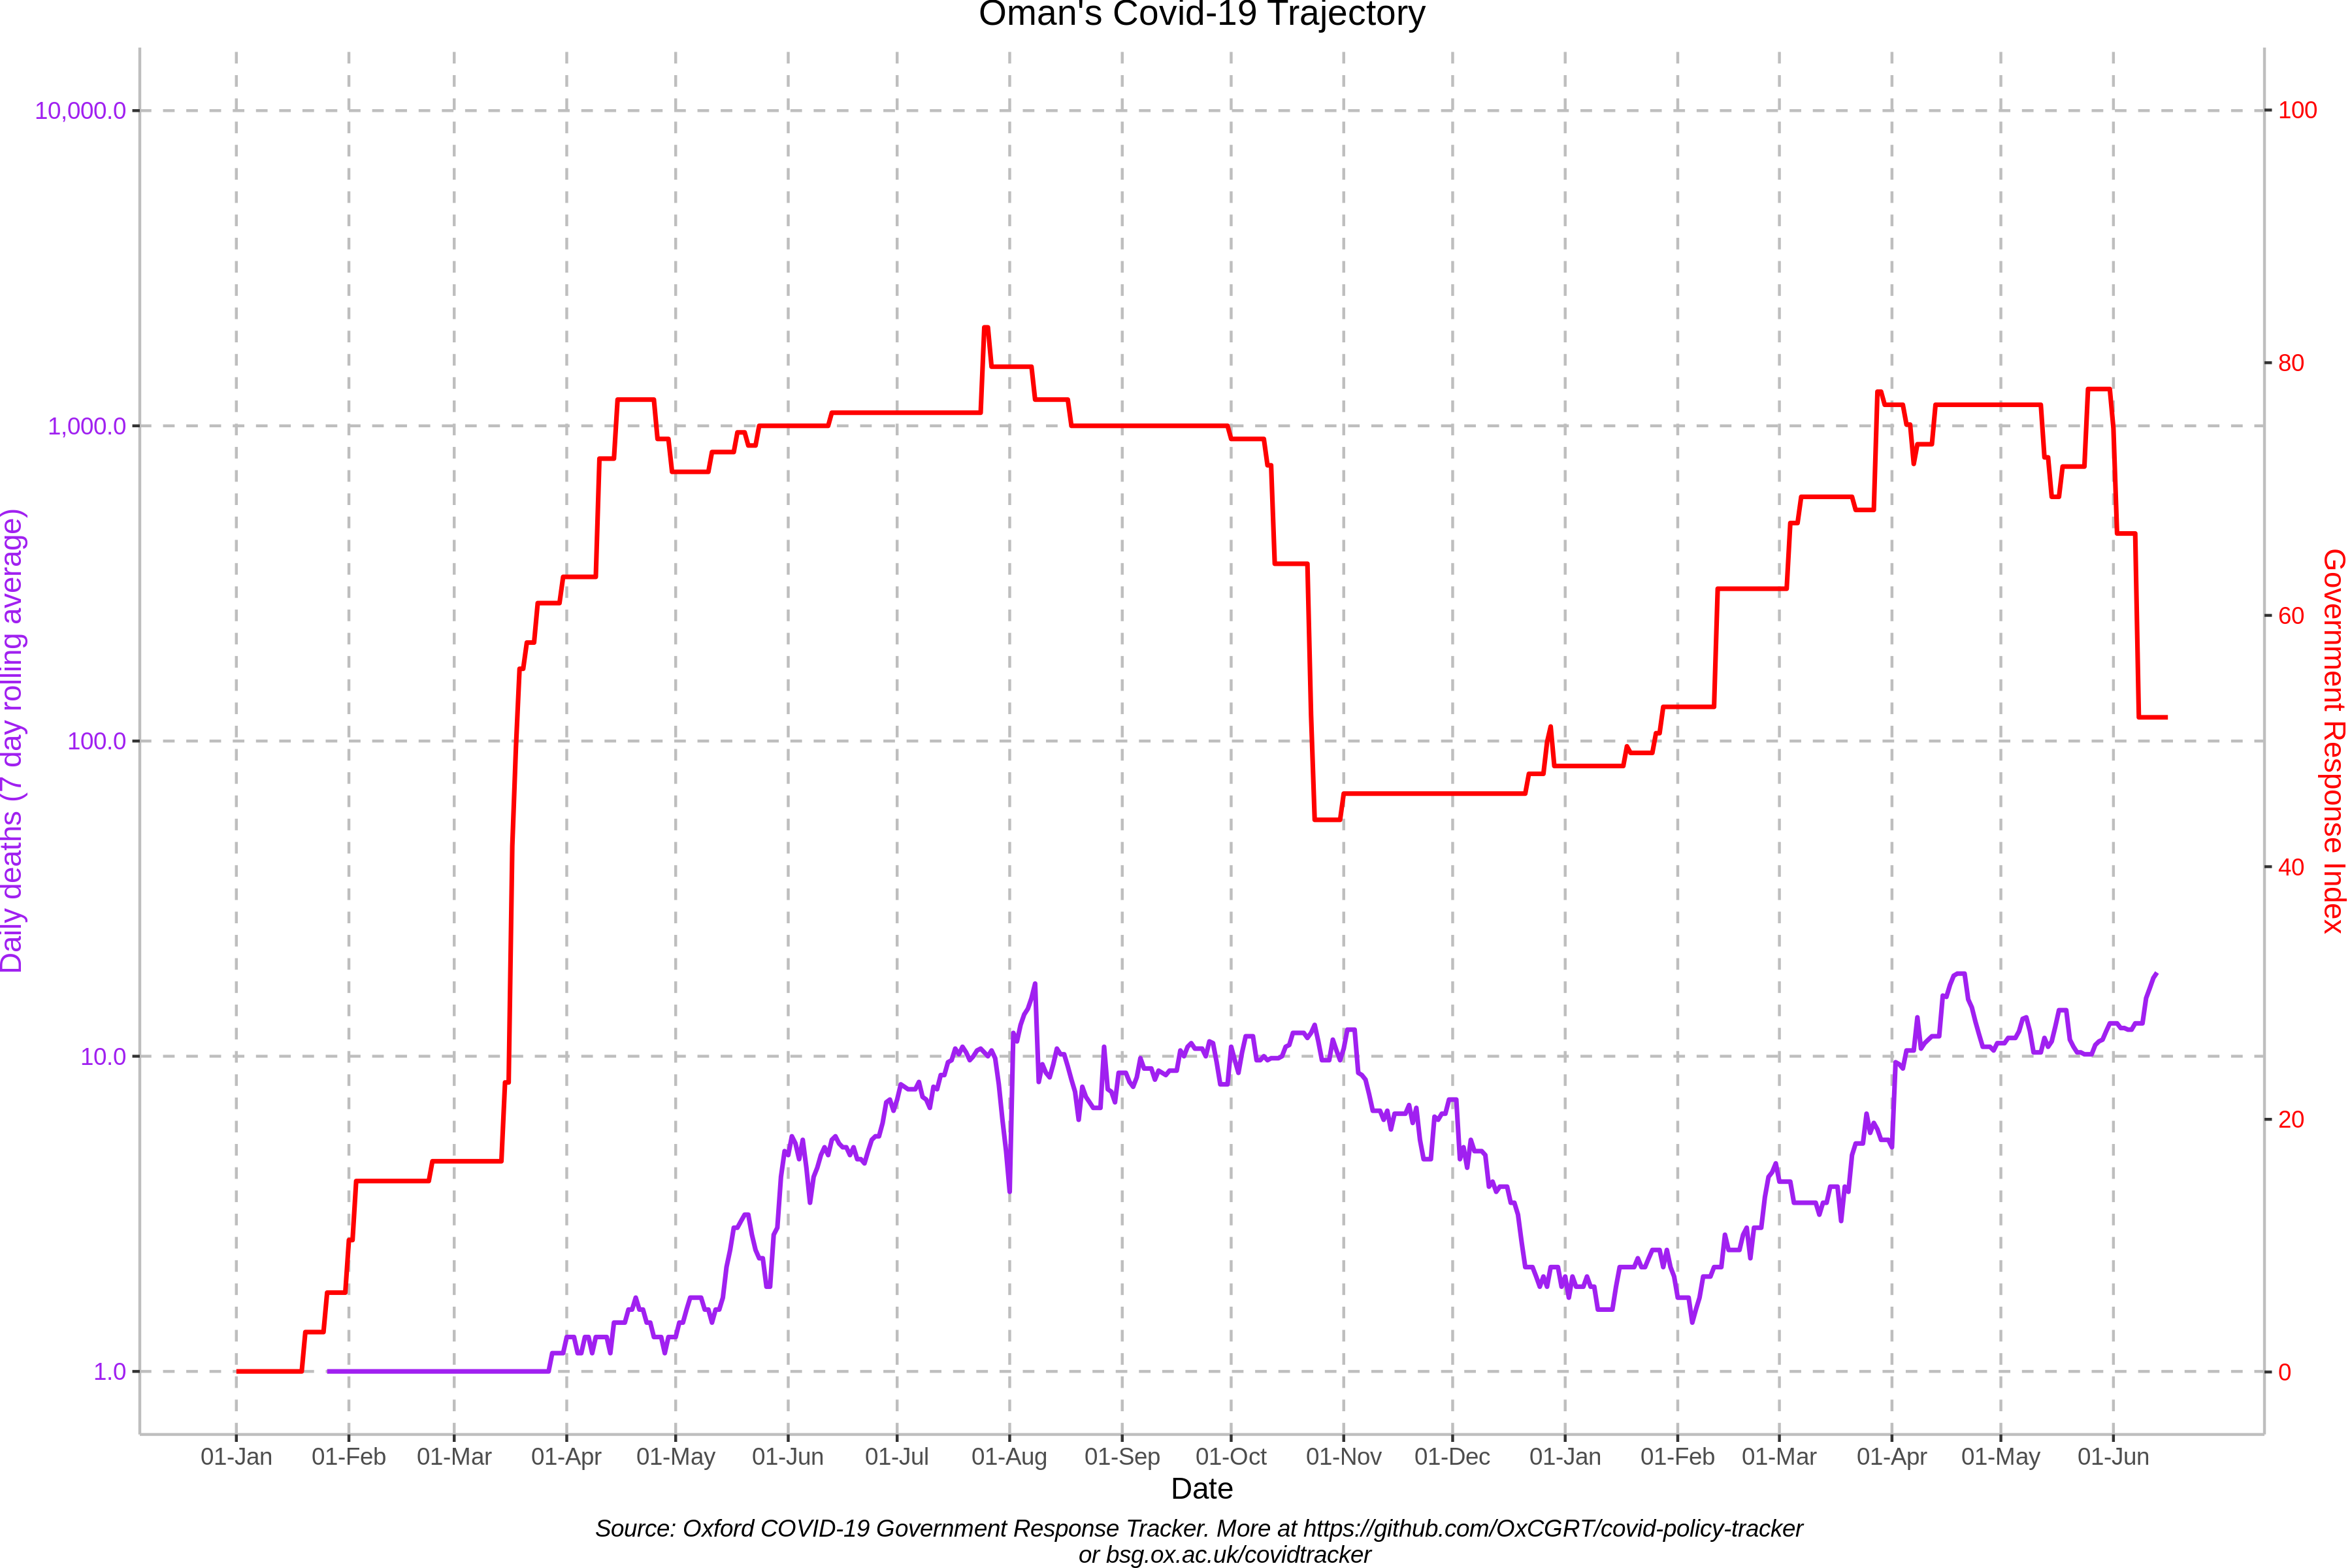 Oman's Covid-19 Trajectory
10,000.0
1,000.0
100.0
10.0
1.0
Daily deaths (7 day rolling average)
100
80
60
40
20
0
Government Response Index
01-Jan 01-Feb 01-Mar 01-Apr 01-May 01-Jun 01-Jul 01-Aug 01-Sep 01-Oct 01-Nov 01-Dec 01-Jan 01-Feb 01-Mar 01-Apr 01-May 01-Jun
Date
Source: Oxford COVID-19 Government Response Tracker. More at https://github.com/OxCGRT/covid-policy-tracker
or bsg.ox.ac.uk/covidtracker